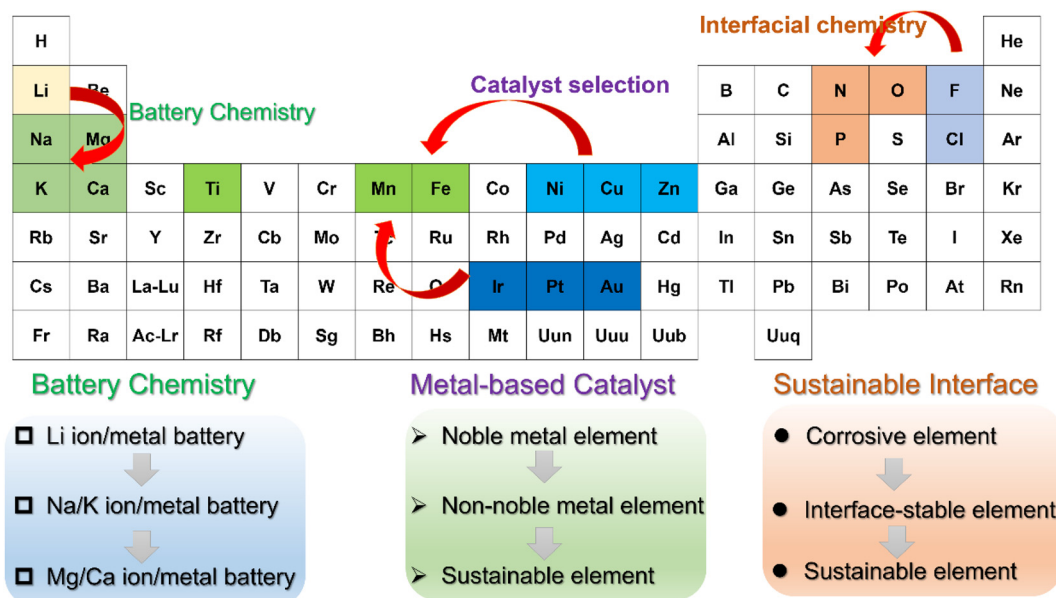 Interfacial chemistry
H He
Li Be B C N O F Ne
Battery Chemistry
Catalyst selection
Na Mg Al Si P S Cl Ar
K Ca Sc Ti V Cr Mn Fe Co Ni Cu Zn Ga Ge As Se Br Kr
Rb Sr Y Zr Cb Mo Tc Ru Rh Pd Ag Cd In Sn Sb Te I Xe
Cs Ba La-Lu Hf Ta W Re Ir Pt Au Hg Tl Pb Bi Po At Rn
Fr Ra Ac-Lr Rf Db Sg Bh Hs Mt Uun Uuu Uub Uuq
Battery Chemistry
Li ion/metal battery
Na/K ion/metal battery
Mg/Ca ion/metal battery
Metal-based Catalyst
Noble metal element
Non-noble metal element
Sustainable element
Sustainable Interface
Corrosive element
Interface-stable element
Sustainable element